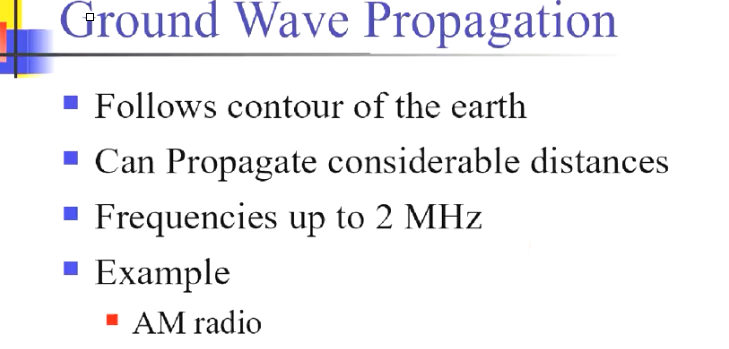 Ground Wave Propagation
Follows contour of the earth
Can Propagate considerable distances
Frequencies up to 2 MHz
Example
AM radio